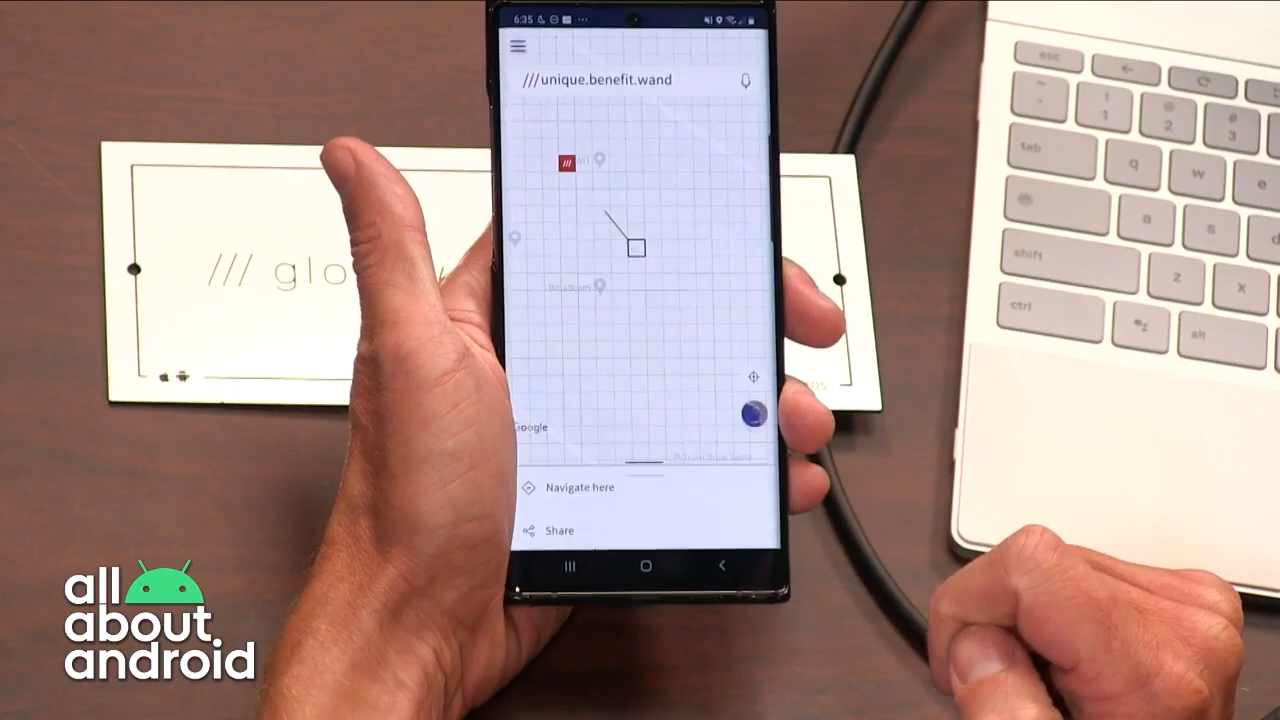 6:35
///unique.benefit.wand
Broadcom
Google
Navigate here
Share
/// glo
esc
~
!
1
@
2
#
3
tab
q
w
e
a
s
d
shift
z
x
ctrl
alt
all
about
android